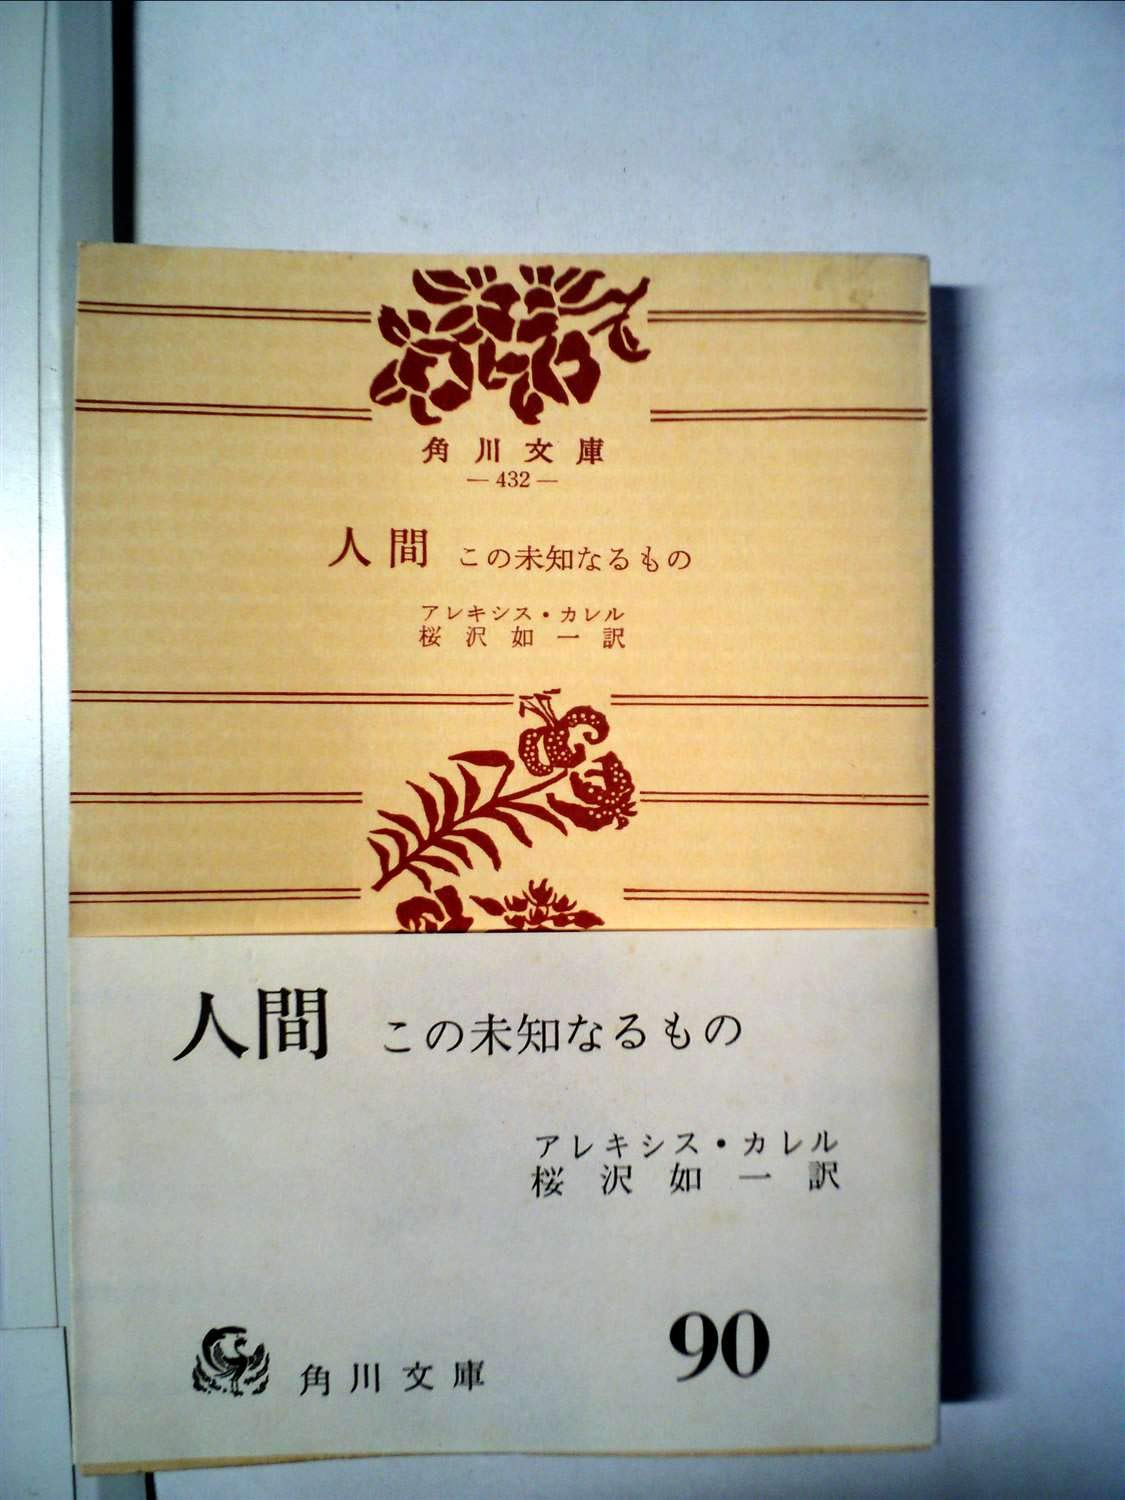 角川文庫
—432—
人間 この未知なるもの
アレキシス・カレル
桜沢如一訳
人間 この未知なるもの
アレキシス・カレル
桜沢如一訳
角川文庫
90